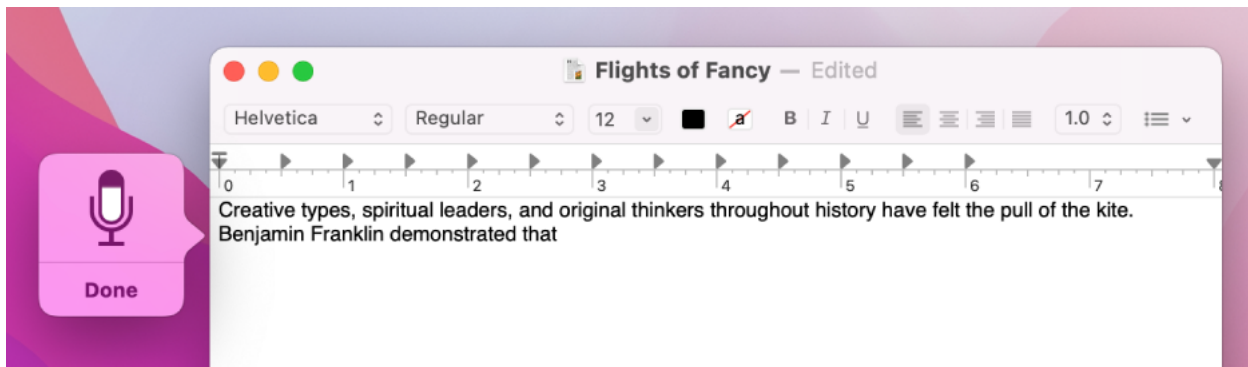 Flights of Fancy — Edited
Helvetica Regular 12 a B I U 1.0
0 1 2 3 4 5 6 7 8
Creative types, spiritual leaders, and original thinkers throughout history have felt the pull of the kite.
Benjamin Franklin demonstrated that
Done